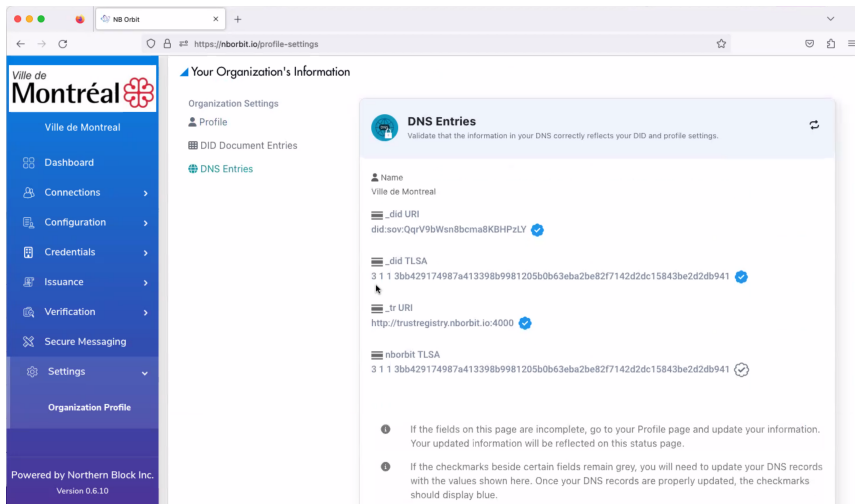 NB Orbit
https://nborbit.io/profile-settings
Ville de
Montréal
Ville de Montreal
Dashboard
Connections
Configuration
Credentials
Issuance
Verification
Secure Messaging
Settings
Organization Profile
Powered by Northern Block Inc.
Version 0.6.10
Your Organization's Information
Organization Settings
Profile
DID Document Entries
DNS Entries
DNS Entries
Validate that the information in your DNS correctly reflects your DID and profile settings.
Name
Ville de Montreal
_did URI
did:sov:QqrV9bWsn8bcma8KBHPzLY
_did TLSA
3 1 1 3bb429174987a413398b9981205b0b63eba2be82f7142d2dc15843be2d2db941
_tr URI
http://trustregistry.nborbit.io:4000
nborbit TLSA
3 1 1 3bb429174987a413398b9981205b0b63eba2be82f7142d2dc15843be2d2db941
If the fields on this page are incomplete, go to your Profile page and update your information.
Your updated information will be reflected on this status page.
If the checkmarks beside certain fields remain grey, you will need to update your DNS records
with the values shown here. Once your DNS records are properly updated, the checkmarks
should display blue.